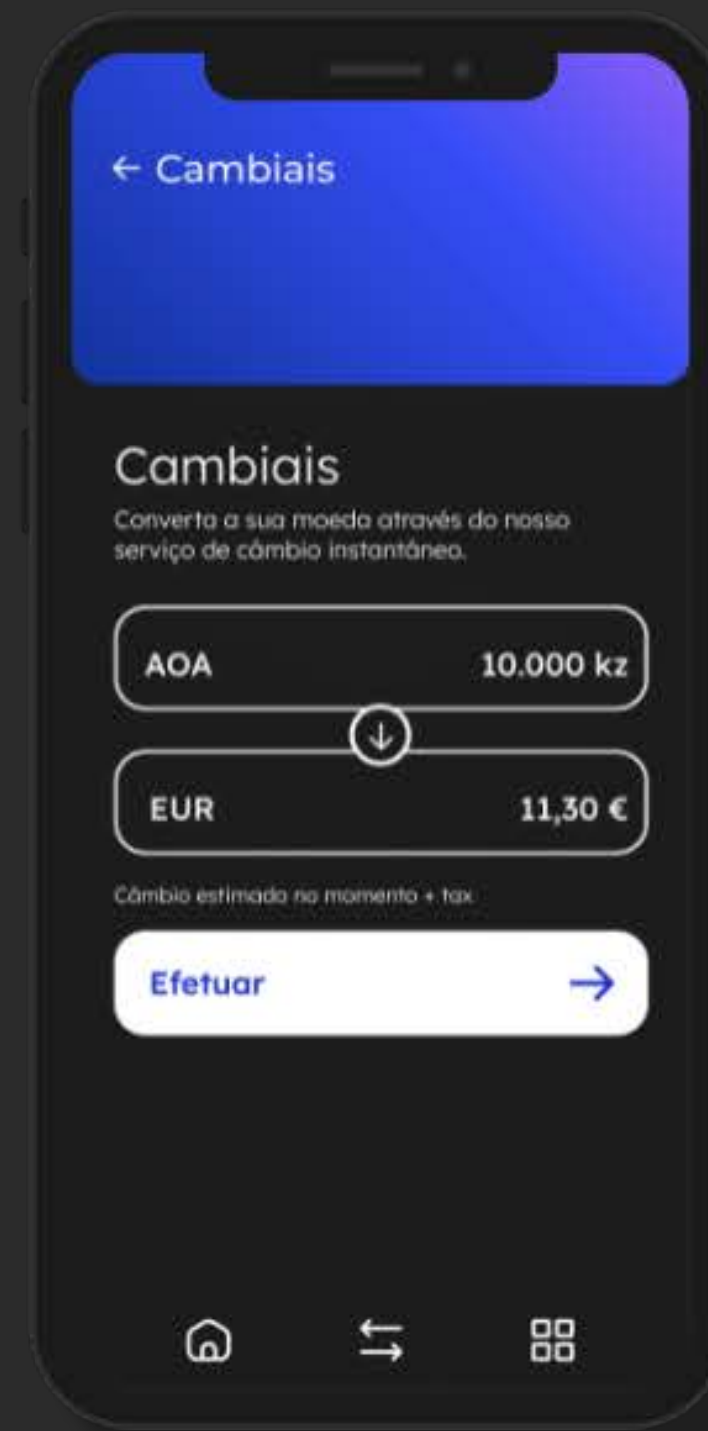 ← Cambiais
Cambiais
Converta a sua moeda através do nosso
serviço de câmbio instantâneo.
AOA 10.000 kz
EUR 11,30 €
Câmbio estimado no momento + tax
Efetuar →